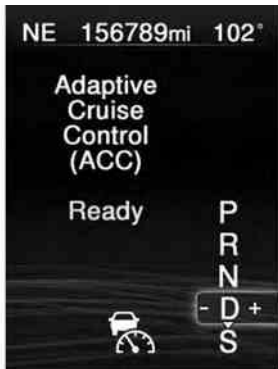 NE 156789mi 102°
Adaptive
Cruise
Control
(ACC)
Ready
P
R
N
- D +
S